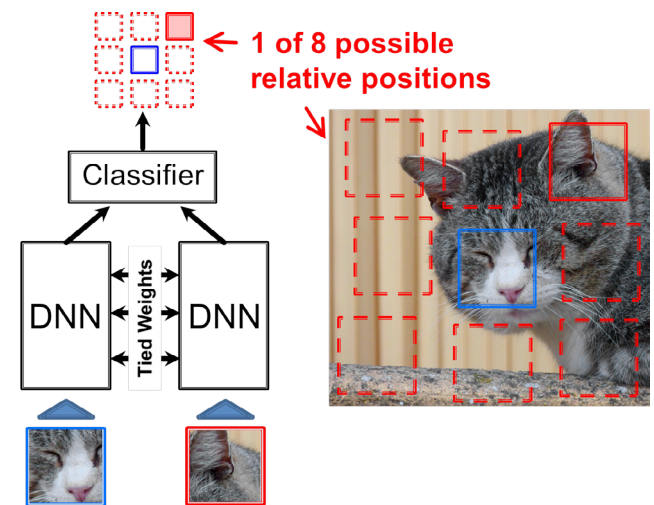 1 of 8 possible
relative positions
Classifier
DNN
Tied Weights
DNN